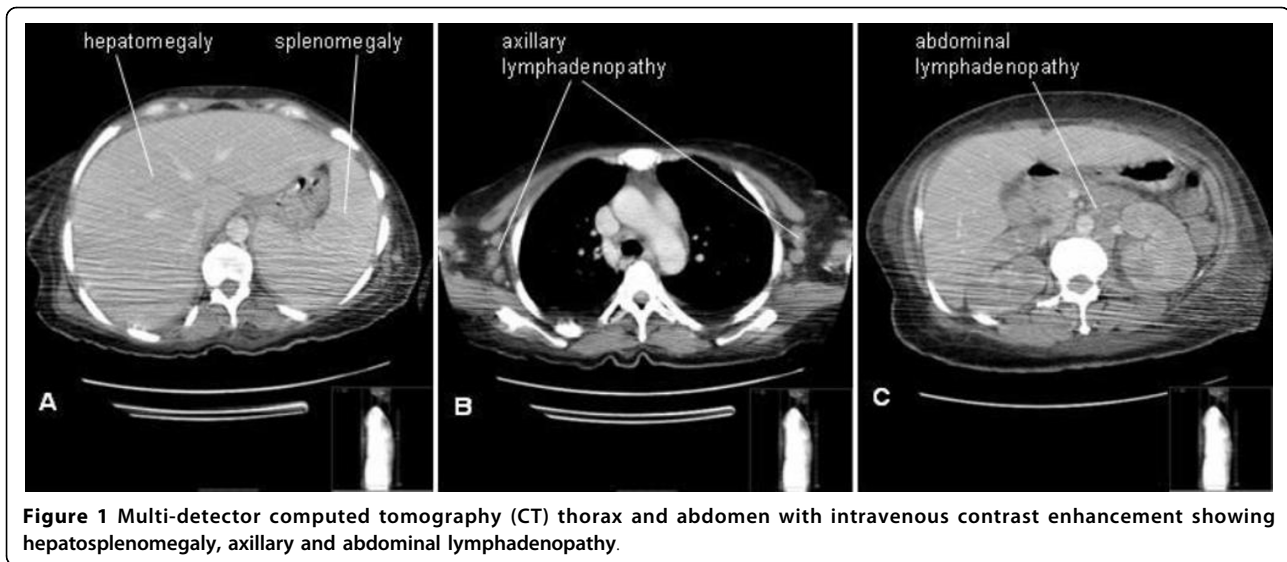 hepatomegaly
splenomegaly
axillary
lymphadenopathy
abdominal
lymphadenopathy
A
B
C
Figure 1 Multi-detector computed tomography (CT) thorax and abdomen with intravenous contrast enhancement showing
hepatosplenomegaly, axillary and abdominal lymphadenopathy.